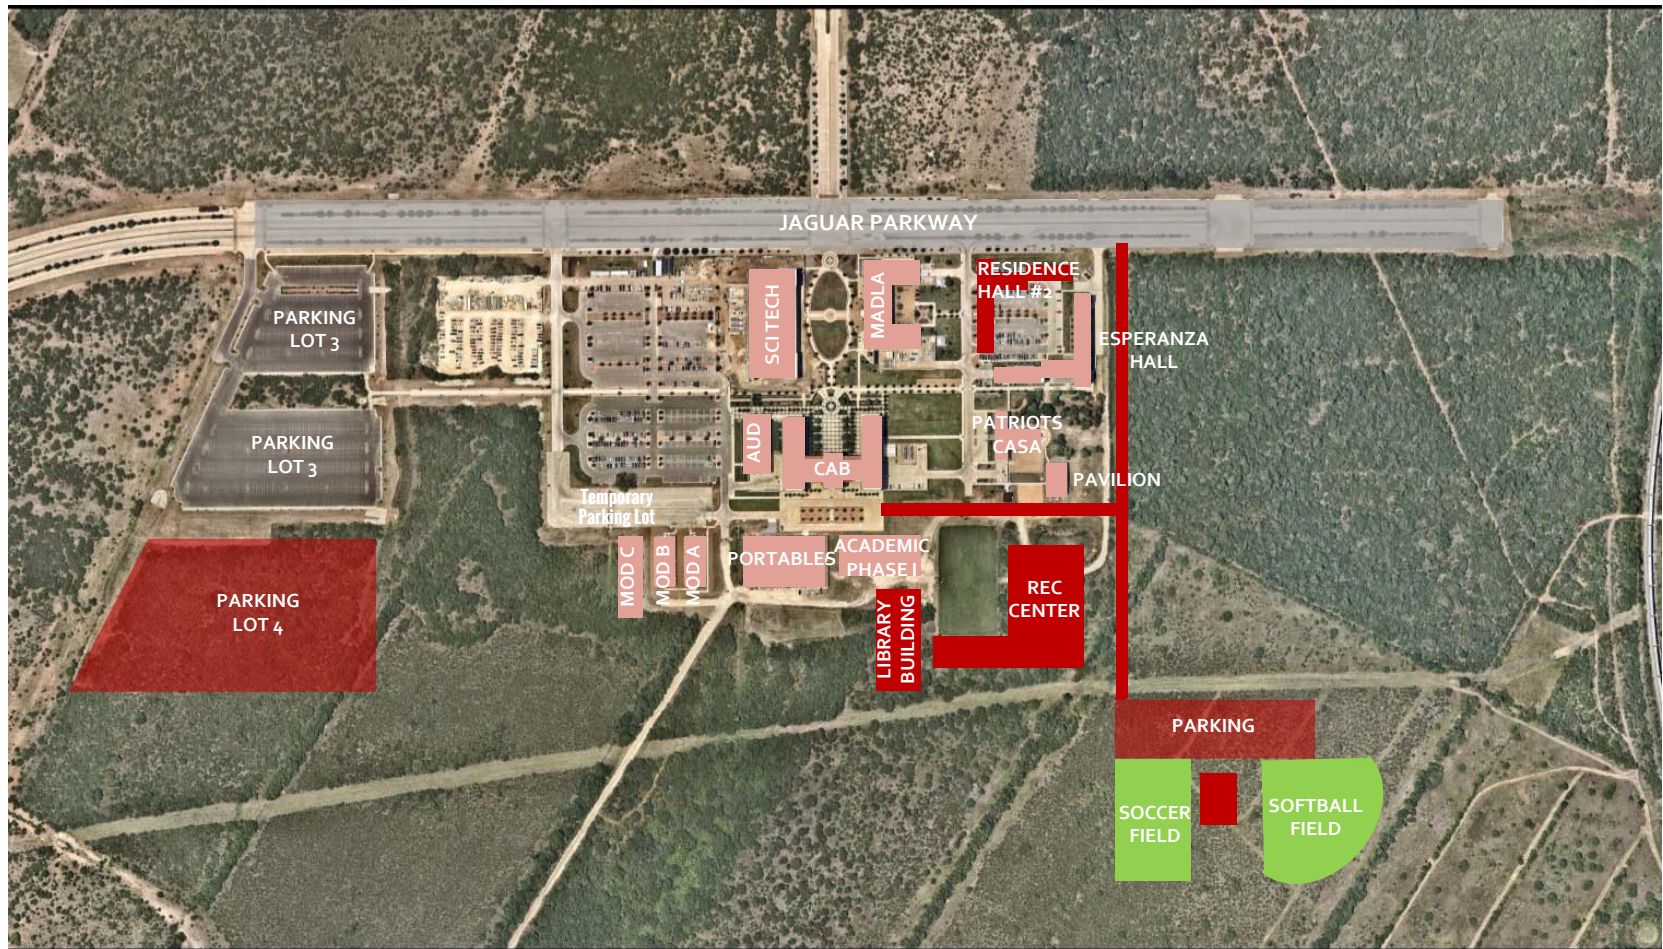 JAGUAR PARKWAY
RESIDENCE
HALL #2
SCI TECH
MADLA
PARKING
LOT 3
ESPERANZA
HALL
PARKING
LOT 3
AUD
CAB
PATRIOTS
CASA
PAVILION
Temporary
Parking Lot
MOD C
MOD B
MOD A
PORTABLES
ACADEMIC
PHASE I
REC
CENTER
LIBRARY
BUILDING
PARKING
LOT 4
PARKING
SOCCER
FIELD
SOFTBALL
FIELD